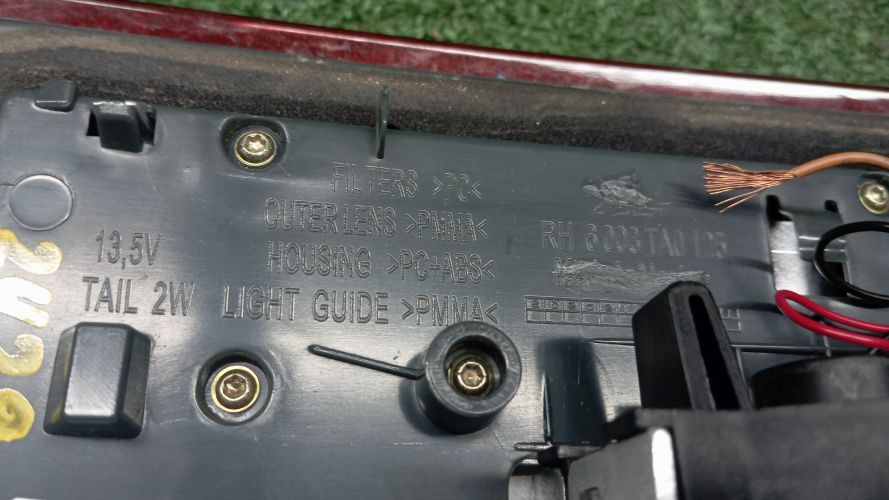 FILTERS >PC<
OUTER LENS >PMMA<
HOUSING >PC+ABS<
LIGHT GUIDE >PMMA<
13,5V
TAIL 2W
RH 6 003 TA0 125